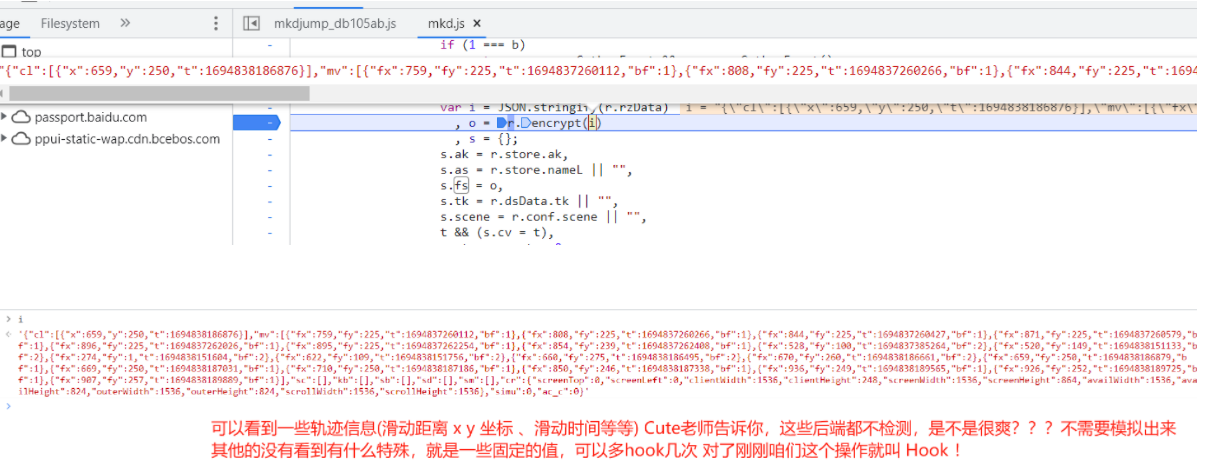 age Filesystem » mkdjump_db105ab.js mkd.js ×
top
if (1 === b)
"{"cl":[{"x":659,"y":250,"t":1694838186876}],"mv":[{"fx":759,"fy":225,"t":1694837260112,"bf":1},{"fx":808,"fy":225,"t":1694837260266,"bf":1},{"fx":844,"fy":225,"t":1694
var i = JSON.stringify(r.rzData) i = "{\"cl\":[{\"x\":659,\"y\":250,\"t\":1694838186876}],\"mv\":[{\"fx\"
passport.baidu.com
, o = r.encrypt(i)
ppui-static-wap.cdn.bcebos.com
, s = {};
s.ak = r.store.ak,
s.as = r.store.nameL || "",
s.fs = o,
s.tk = r.dsData.tk || "",
s.scene = r.conf.scene || "",
t && (s.cv = t),
> i
'{"cl":[{"x":659,"y":250,"t":1694838186876}],"mv":[{"fx":759,"fy":225,"t":1694837260112,"bf":1},{"fx":808,"fy":225,"t":1694837260266,"bf":1},{"fx":844,"fy":225,"t":1694837260427,"bf":1},{"fx":871,"fy":225,"t":1694837260579,"b
f":1},{"fx":896,"fy":225,"t":1694837262026,"bf":1},{"fx":895,"fy":225,"t":1694837262254,"bf":1},{"fx":854,"fy":239,"t":1694837262408,"bf":1},{"fx":528,"fy":100,"t":1694837385264,"bf":2},{"fx":520,"fy":149,"t":1694838151133,"b
f":2},{"fx":274,"fy":1,"t":1694838151604,"bf":2},{"fx":622,"fy":109,"t":1694838151756,"bf":2},{"fx":660,"fy":275,"t":1694838186495,"bf":2},{"fx":670,"fy":260,"t":1694838186661,"bf":2},{"fx":659,"fy":250,"t":1694838186879,"b
f":1},{"fx":669,"fy":250,"t":1694838187031,"bf":1},{"fx":710,"fy":250,"t":1694838187186,"bf":1},{"fx":850,"fy":246,"t":1694838187338,"bf":1},{"fx":936,"fy":249,"t":1694838189565,"bf":1},{"fx":926,"fy":252,"t":1694838189725,"b
f":1},{"fx":907,"fy":257,"t":1694838189889,"bf":1}],"sc":[],"kb":[],"sb":[],"sd":[],"sm":[],"cr":{"screenTop":0,"screenLeft":0,"clientWidth":1536,"clientHeight":248,"screenWidth":1536,"screenHeight":864,"availWidth":1536,"ava
ilHeight":824,"outerWidth":1536,"outerHeight":824,"scrollWidth":1536,"scrollHeight":1536},"simu":0,"ac_c":0}'
>
可以看到一些轨迹信息(滑动距离 x y 坐标 、滑动时间等等) Cute老师告诉你，这些后端都不检测，是不是很爽？？？不需要模拟出来
其他的没有看到有什么特殊，就是一些固定的值，可以多hook几次 对了刚刚咱们这个操作就叫 Hook！